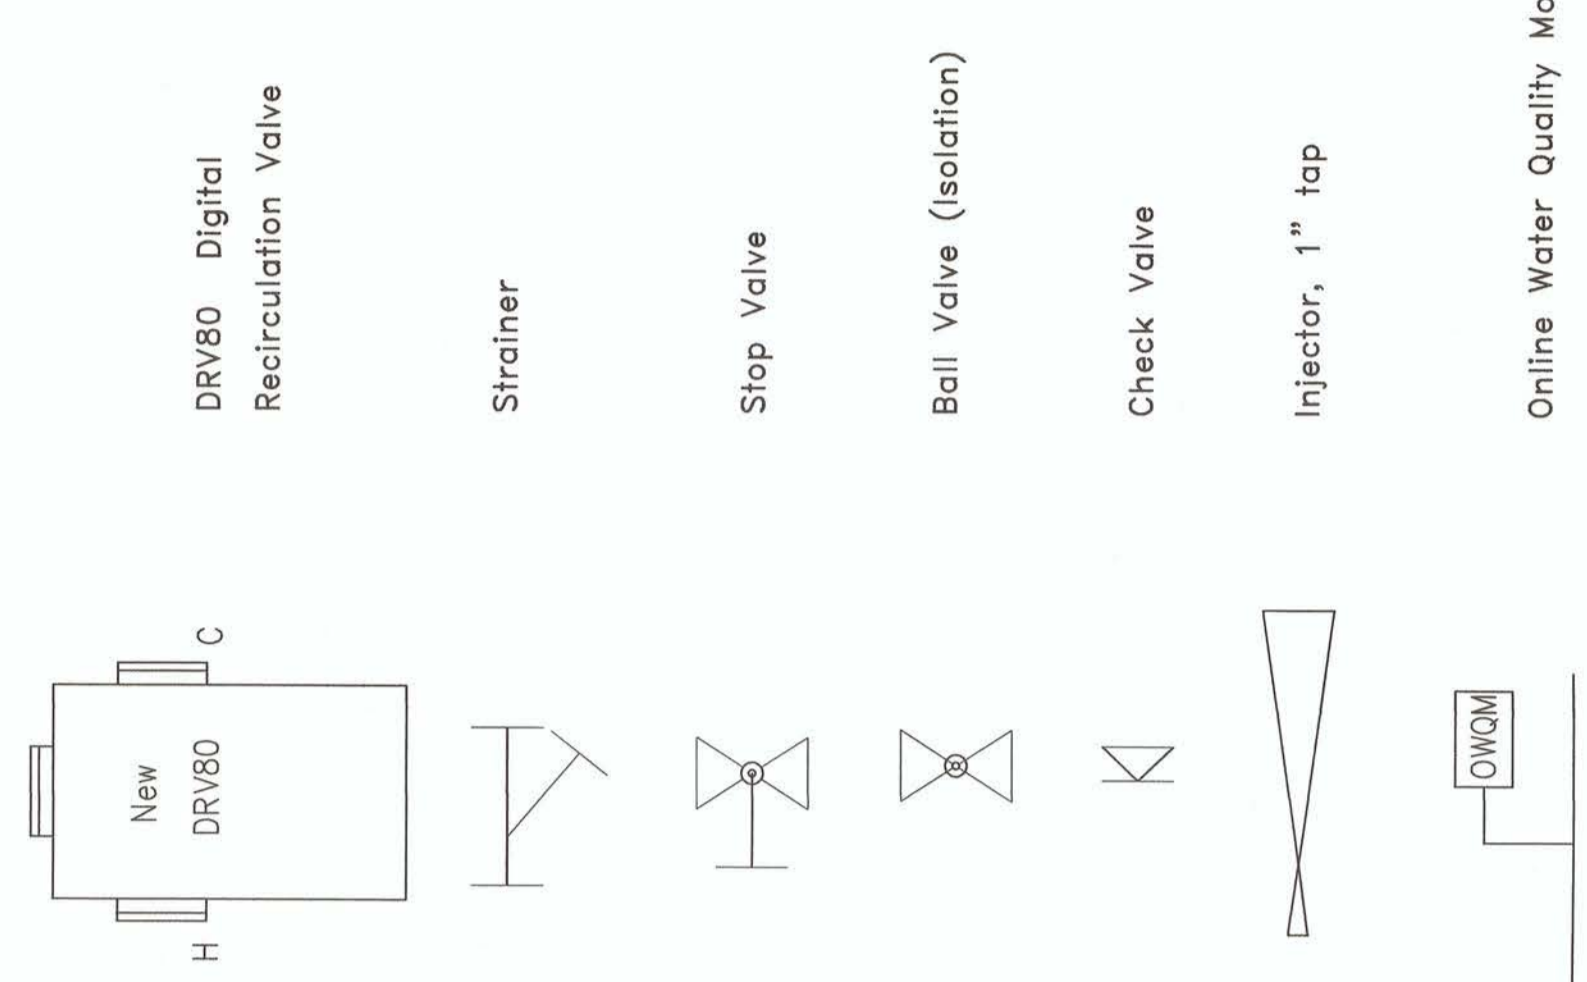 H
New
DRV80
C
DRV80 Digital
Recirculation Valve
Strainer
Stop Valve
Ball Valve (Isolation)
Check Valve
Injector, 1” tap
OWQM
Online Water Quality